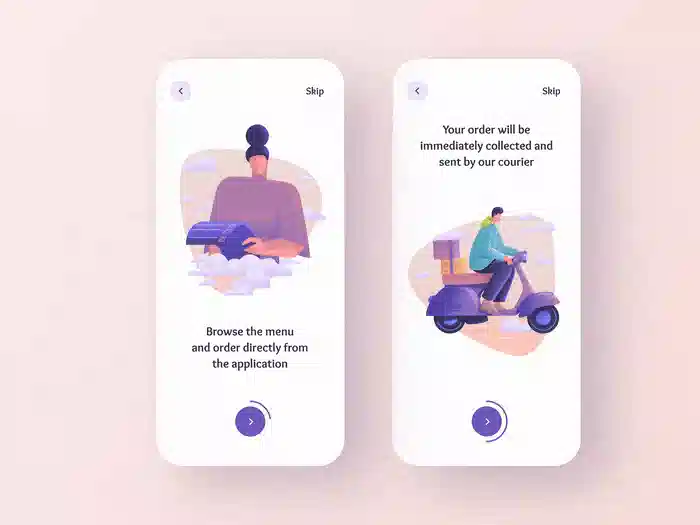 Skip
Browse the menu
and order directly from
the application
Skip
Your order will be
immediately collected and
sent by our courier